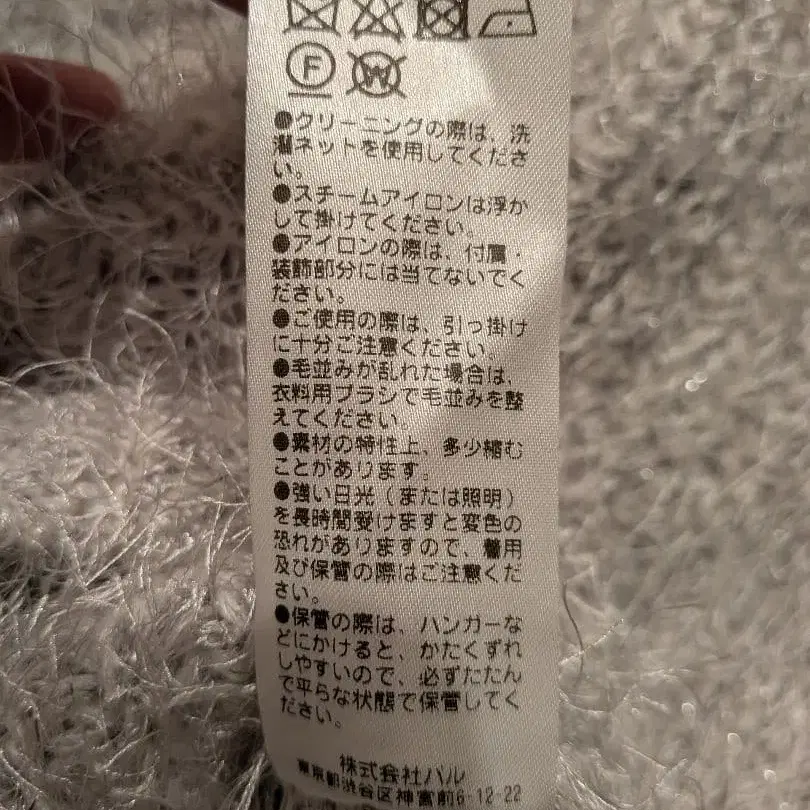 F
W
●クリーニングの際は、洗
濯ネットを使用してくださ
い。
●スチームアイロンは浮か
して掛けてください。
●アイロンの際は、付属・
装飾部分には当てないでく
ださい。
●ご使用の際は、引っ掛け
に十分ご注意ください。
●毛並みが乱れた場合は、
衣料用ブラシで毛並みを整
えてください。
●素材の特性上、多少縮む
ことがあります。
●強い日光（または照明）
を長時間受けますと変色の
恐れがありますので、着用
及び保管の際はご注意くだ
さい。
●保管の際は、ハンガーな
どにかけると、かたくずれ
しやすいので、必ずたたん
で平らな状態で保管してく
ださい。
株式会社パル
東京都渋谷区神宮前6-12-22